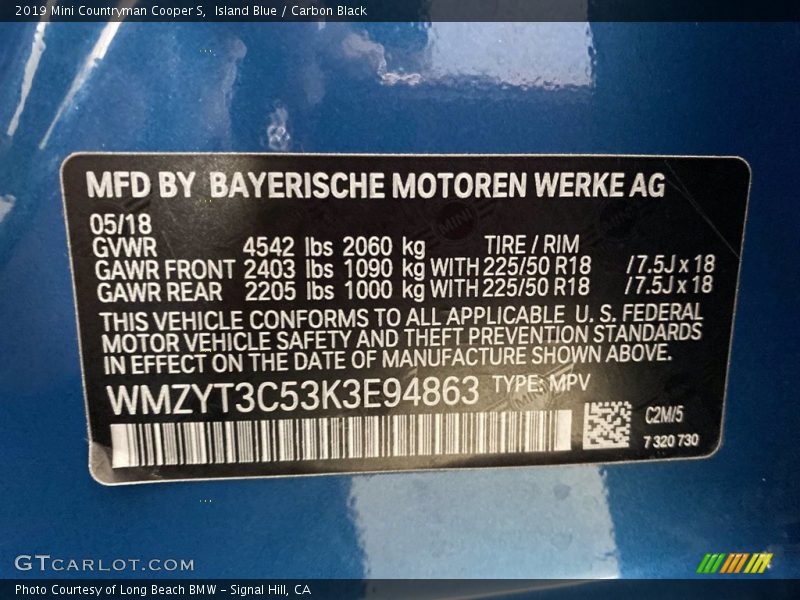 2019 Mini Countryman Cooper S,  Island Blue / Carbon Black
MFD BY BAYERISCHE MOTOREN WERKE AG
05/18
GVWR 4542 lbs 2060 kg TIRE / RIM
GAWR FRONT 2403 lbs 1090 kg WITH 225/50 R18 /7.5J x 18
GAWR REAR 2205 lbs 1000 kg WITH 225/50 R18 /7.5J x 18
THIS VEHICLE CONFORMS TO ALL APPLICABLE U. S. FEDERAL
MOTOR VEHICLE SAFETY AND THEFT PREVENTION STANDARDS
IN EFFECT ON THE DATE OF MANUFACTURE SHOWN ABOVE.
WMZYT3C53K3E94863 TYPE: MPV
C2M/5
7 320 730
GTCARLOT.COM
Photo Courtesy of Long Beach BMW - Signal Hill, CA